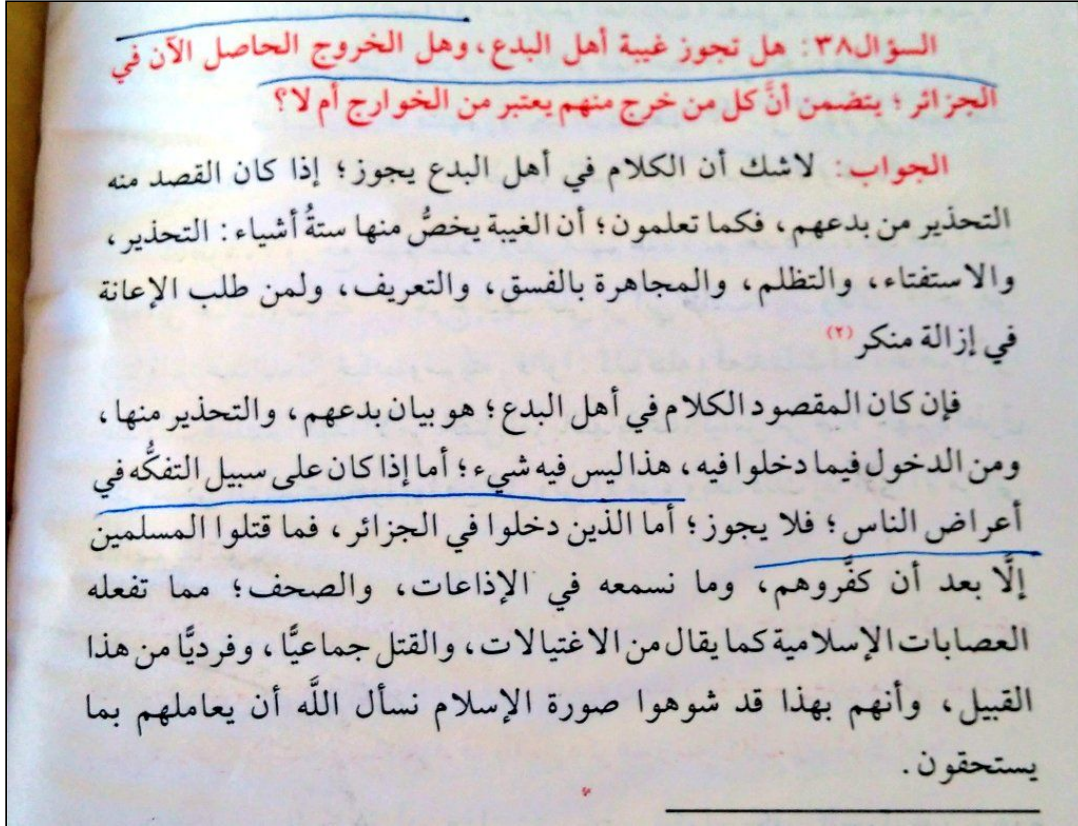 السؤال٣٨: هل تجوز غيبة أهل البدع، وهل الخروج الحاصل الآن في
الجزائر؛ يتضمن أنَّ كل من خرج منهم يعتبر من الخوارج أم لا؟
الجواب: لاشك أن الكلام في أهل البدع يجوز؛ إذا كان القصد منه
التحذير من بدعهم، فكما تعلمون؛ أن الغيبة يخصُّ منها ستةُ أشياء: التحذير،
والاستفتاء، والتظلم، والمجاهرة بالفسق، والتعريف، ولمن طلب الإعانة
في إزالة منكر(٢)
فإن كان المقصود الكلام في أهل البدع؛ هو بيان بدعهم، والتحذير منها،
ومن الدخول فيما دخلوا فيه، هذا ليس فيه شيء؛ أما إذا كان على سبيل التفكُّه في
أعراض الناس؛ فلا يجوز؛ أما الذين دخلوا في الجزائر، فما قتلوا المسلمين
إلَّا بعد أن كفَّروهم، وما نسمعه في الإذاعات، والصحف؛ مما تفعله
العصابات الإسلامية كما يقال من الاغتيالات، والقتل جماعيًّا، وفرديًّا من هذا
القبيل، وأنهم بهذا قد شوهوا صورة الإسلام نسأل اللَّه أن يعاملهم بما
يستحقون.